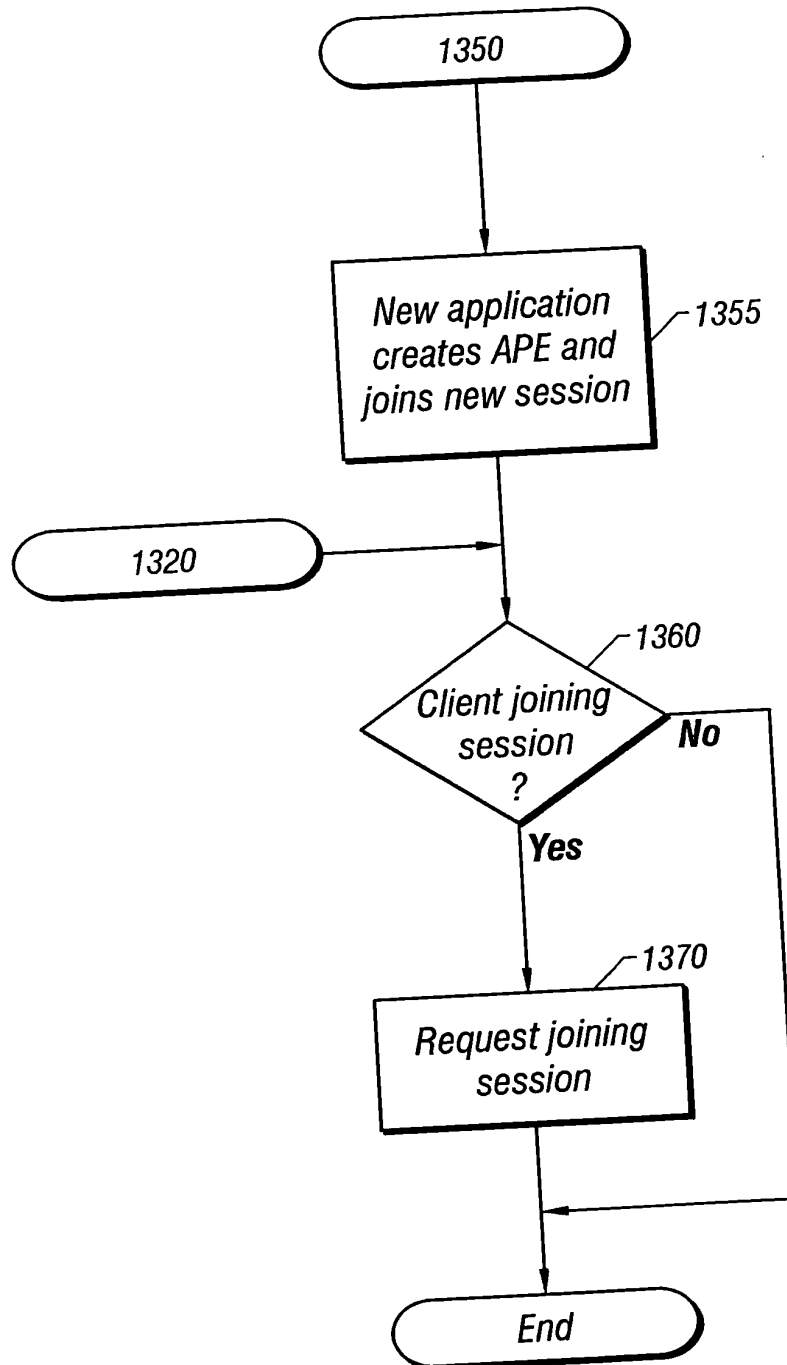 1350
New application
creates APE and
joins new session
1355
1320
1360
Client joining
session
?
No
Yes
1370
Request joining
session
End